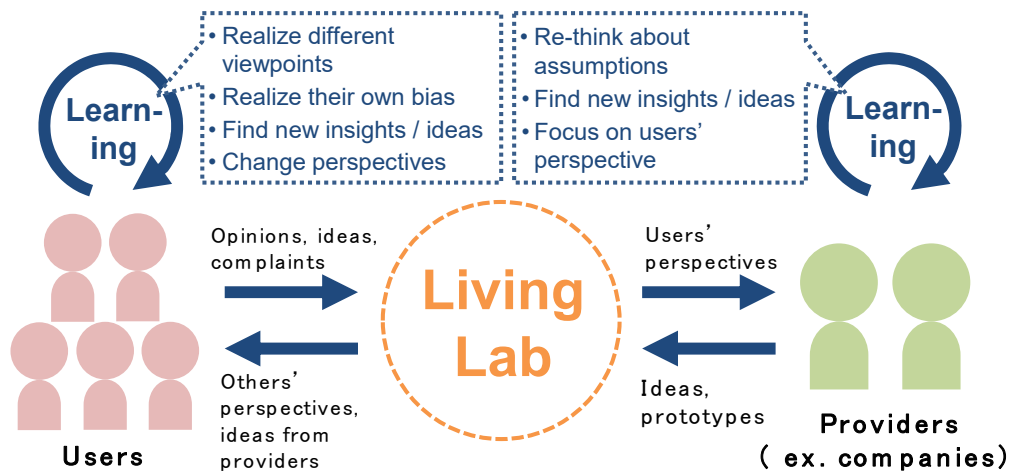 Learn-
ing
• Realize different
viewpoints
• Realize their own bias
• Find new insights / ideas
• Change perspectives
• Re-think about
assumptions
• Find new insights / ideas
• Focus on users’
perspective
Learn-
ing
Opinions, ideas,
complaints
Living
Lab
Users’
perspectives
Others’
perspectives,
ideas from
providers
Ideas,
prototypes
Users
Providers
( ex. companies)